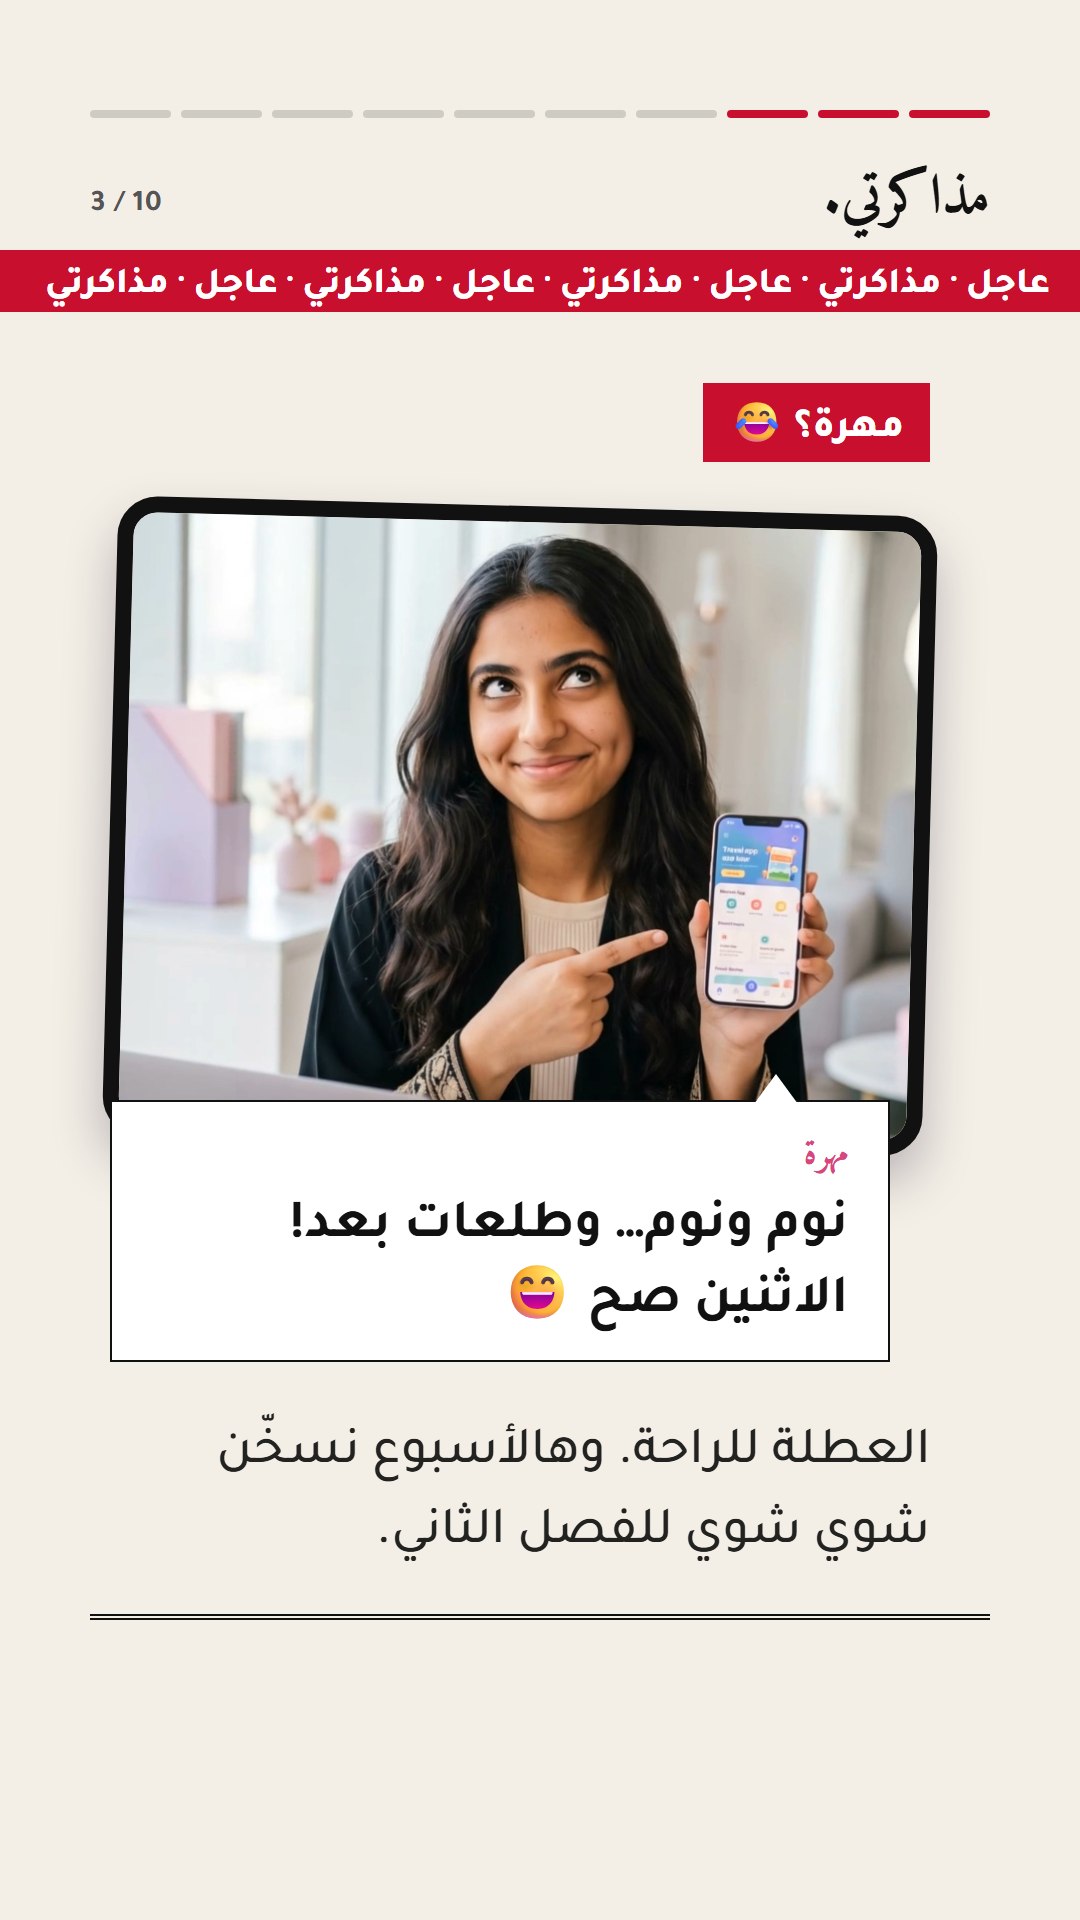 مذاكرتي.
3 / 10
عاجل · مذاكرتي · عاجل · مذاكرتي · عاجل · مذاكرتي · عاجل · مذاكرتي
مهرة؟ 😂
Travel app
مهرة
نوم ونوم... وطلعات بعد!
الاثنين صح 😄
العطلة للراحة. وهالأسبوع نسخّن
شوي شوي للفصل الثاني.